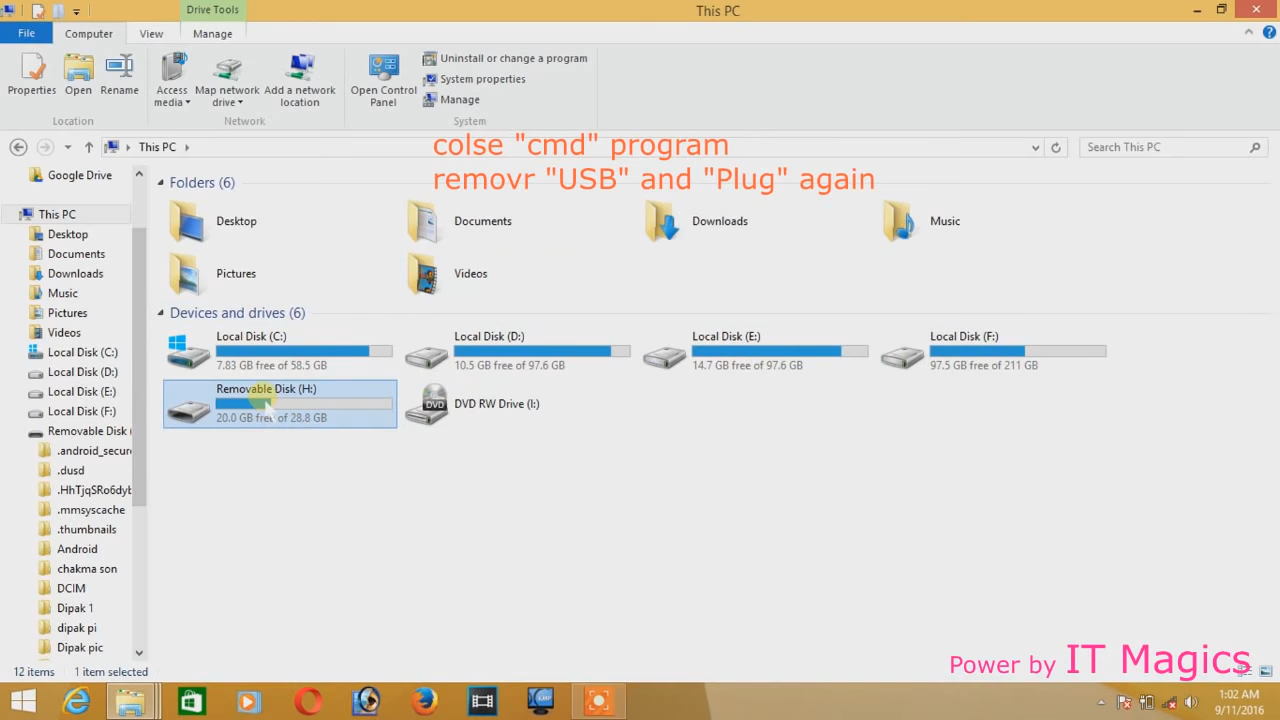 Drive Tools
This PC
File
Computer
View
Manage
Properties
Open
Rename
Access media
Map network drive
Add a network location
Open Control Panel
Uninstall or change a program
System properties
Manage
Location
Network
System
colse "cmd" program
removr "USB" and "Plug" again
This PC
Search This PC
Google Drive
This PC
Desktop
Documents
Downloads
Music
Pictures
Videos
Local Disk (C:)
Local Disk (D:)
Local Disk (E:)
Local Disk (F:)
Removable Disk (
.android_secure
.dusd
.HhTjqSRo6dyb
.mmsyscache
.thumbnails
Android
chakma son
DCIM
Dipak 1
dipak pi
Dipak pic
Folders (6)
Desktop
Documents
Downloads
Music
Pictures
Videos
Devices and drives (6)
Local Disk (C:)
7.83 GB free of 58.5 GB
Local Disk (D:)
10.5 GB free of 97.6 GB
Local Disk (E:)
14.7 GB free of 97.6 GB
Local Disk (F:)
97.5 GB free of 211 GB
Removable Disk (H:)
20.0 GB free of 28.8 GB
DVD
DVD RW Drive (I:)
12 items
1 item selected
Power by IT Magics
1:02 AM
9/11/2016